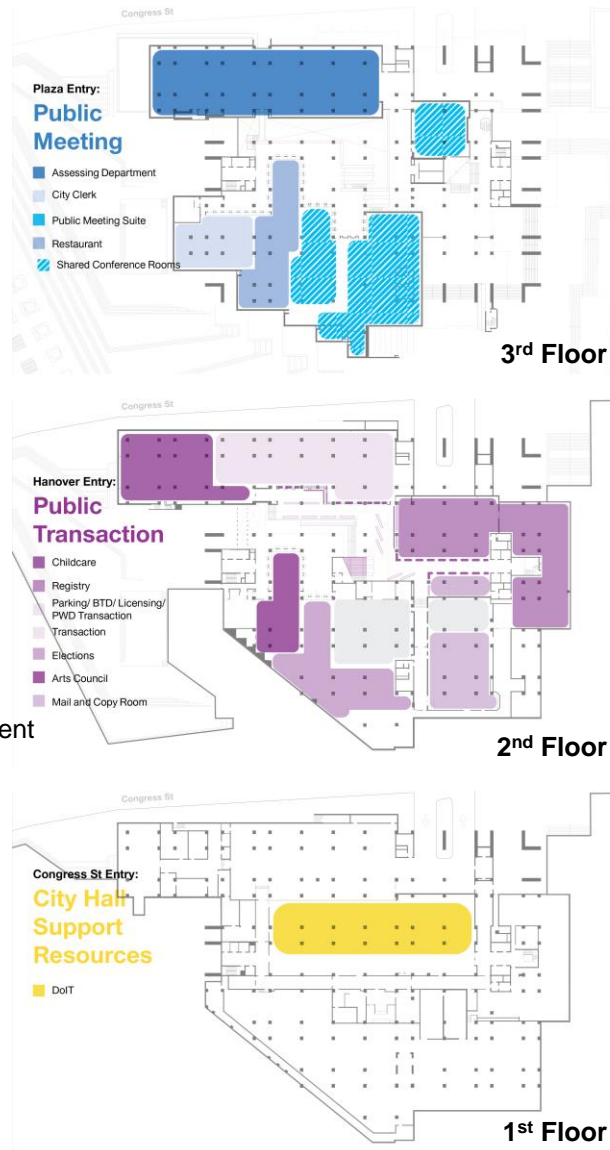 Congress St
Plaza Entry:
Public
Meeting
Assessing Department
City Clerk
Public Meeting Suite
Restaurant
Shared Conference Rooms
3rd Floor
Congress St
Hanover Entry:
Public
Transaction
Childcare
Registry
Parking/ BTD/ Licensing/
PWD Transaction
Transaction
Elections
Arts Council
Mail and Copy Room
ent
2nd Floor
Congress St
Congress St Entry:
City Hall
Support
Resources
DoIT
1st Floor